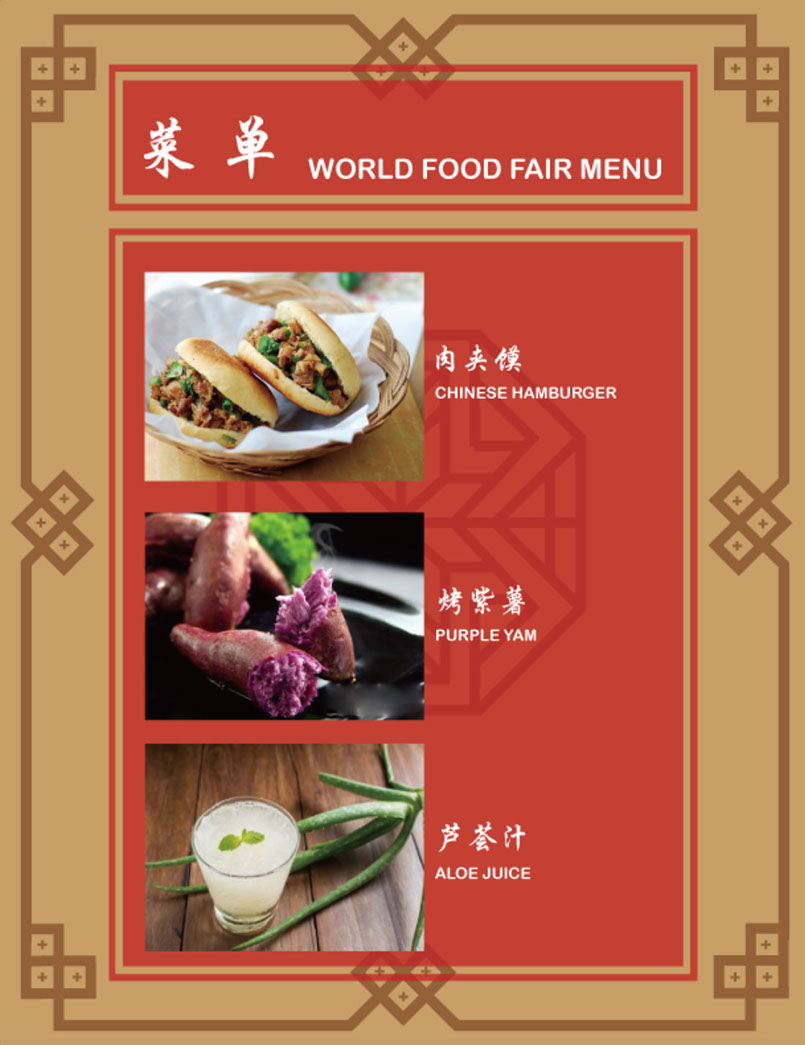 菜单 WORLD FOOD FAIR MENU
肉夹馍
CHINESE HAMBURGER
烤紫薯
PURPLE YAM
芦荟汁
ALOE JUICE